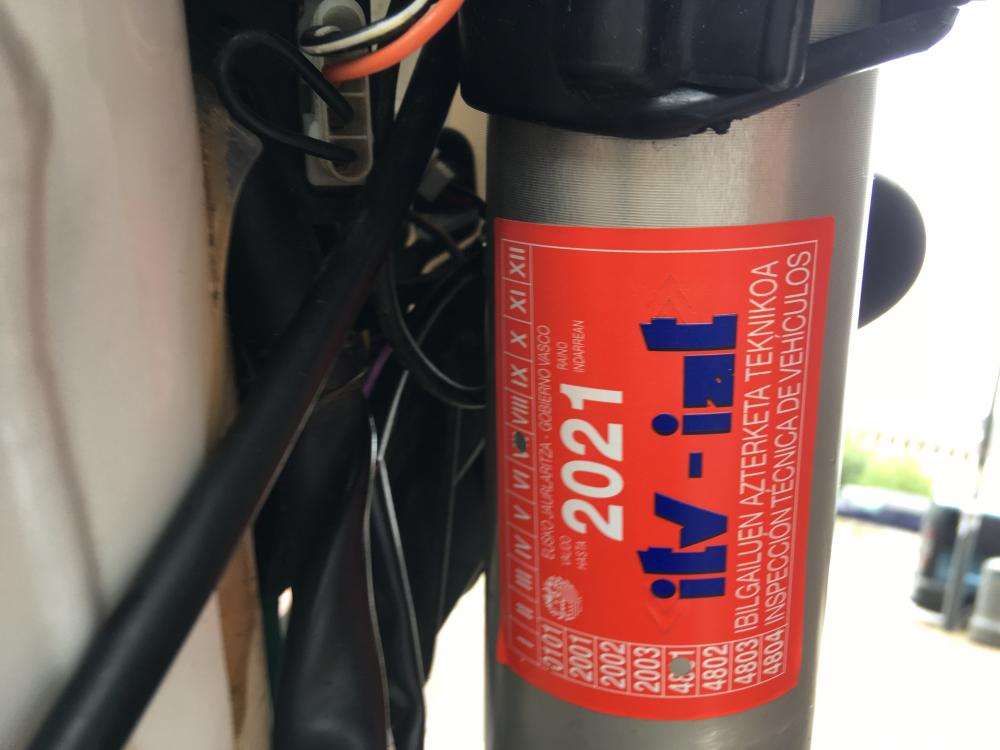 I II III IV V VI VIII IX X XI XII
EUSKO JAURLARITZA - GOBIERNO VASCO
VALIDO HASTA 2021 RAINO INDARREAN
itv - iat
IBILGAILUEN AZTERKETA TEKNIKOA
INSPECCIÓN TÉCNICA DE VEHÍCULOS
0101
2001
2002
2003
4802
4803
4804